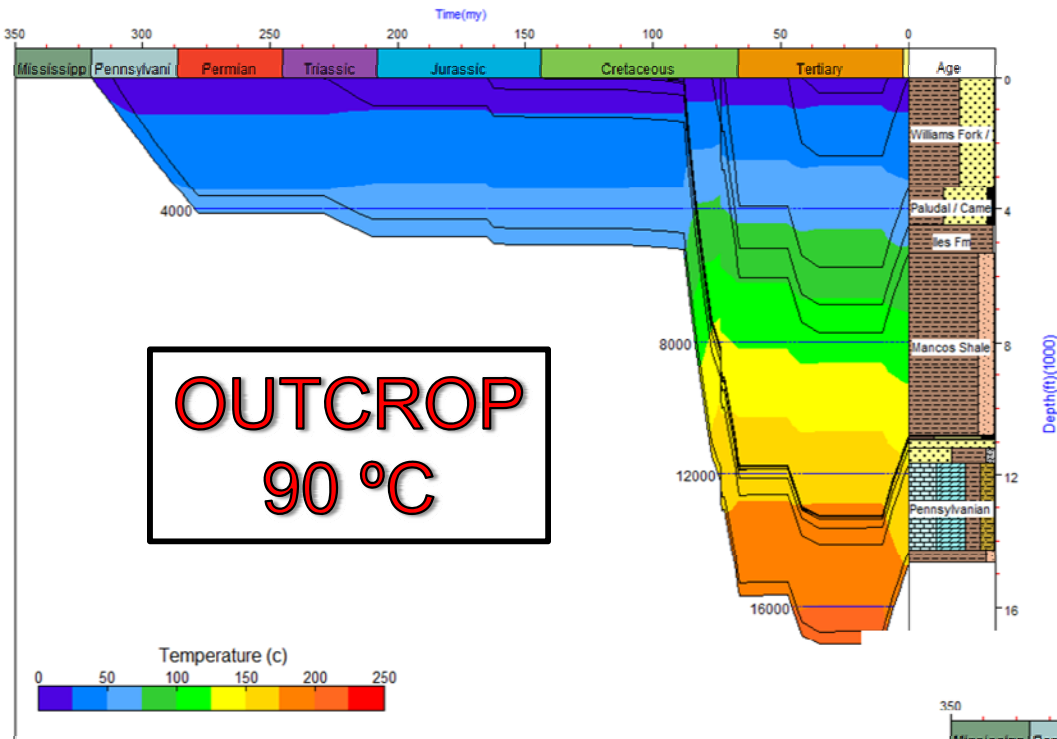 Time(my)
350 300 250 200 150 100 50 0
Mississipp Pennsylvani Permian Triassic Jurassic Cretaceous Tertiary Age
0
Williams Fork /
4000
Paludal / Came
4
Iles Fm
8000
Mancos Shale
8
Depth(ft)(1000)
OUTCROP
90 ºC
12000
12
Pennsylvanian
16000
16
Temperature (c)
0 50 100 150 200 250
350